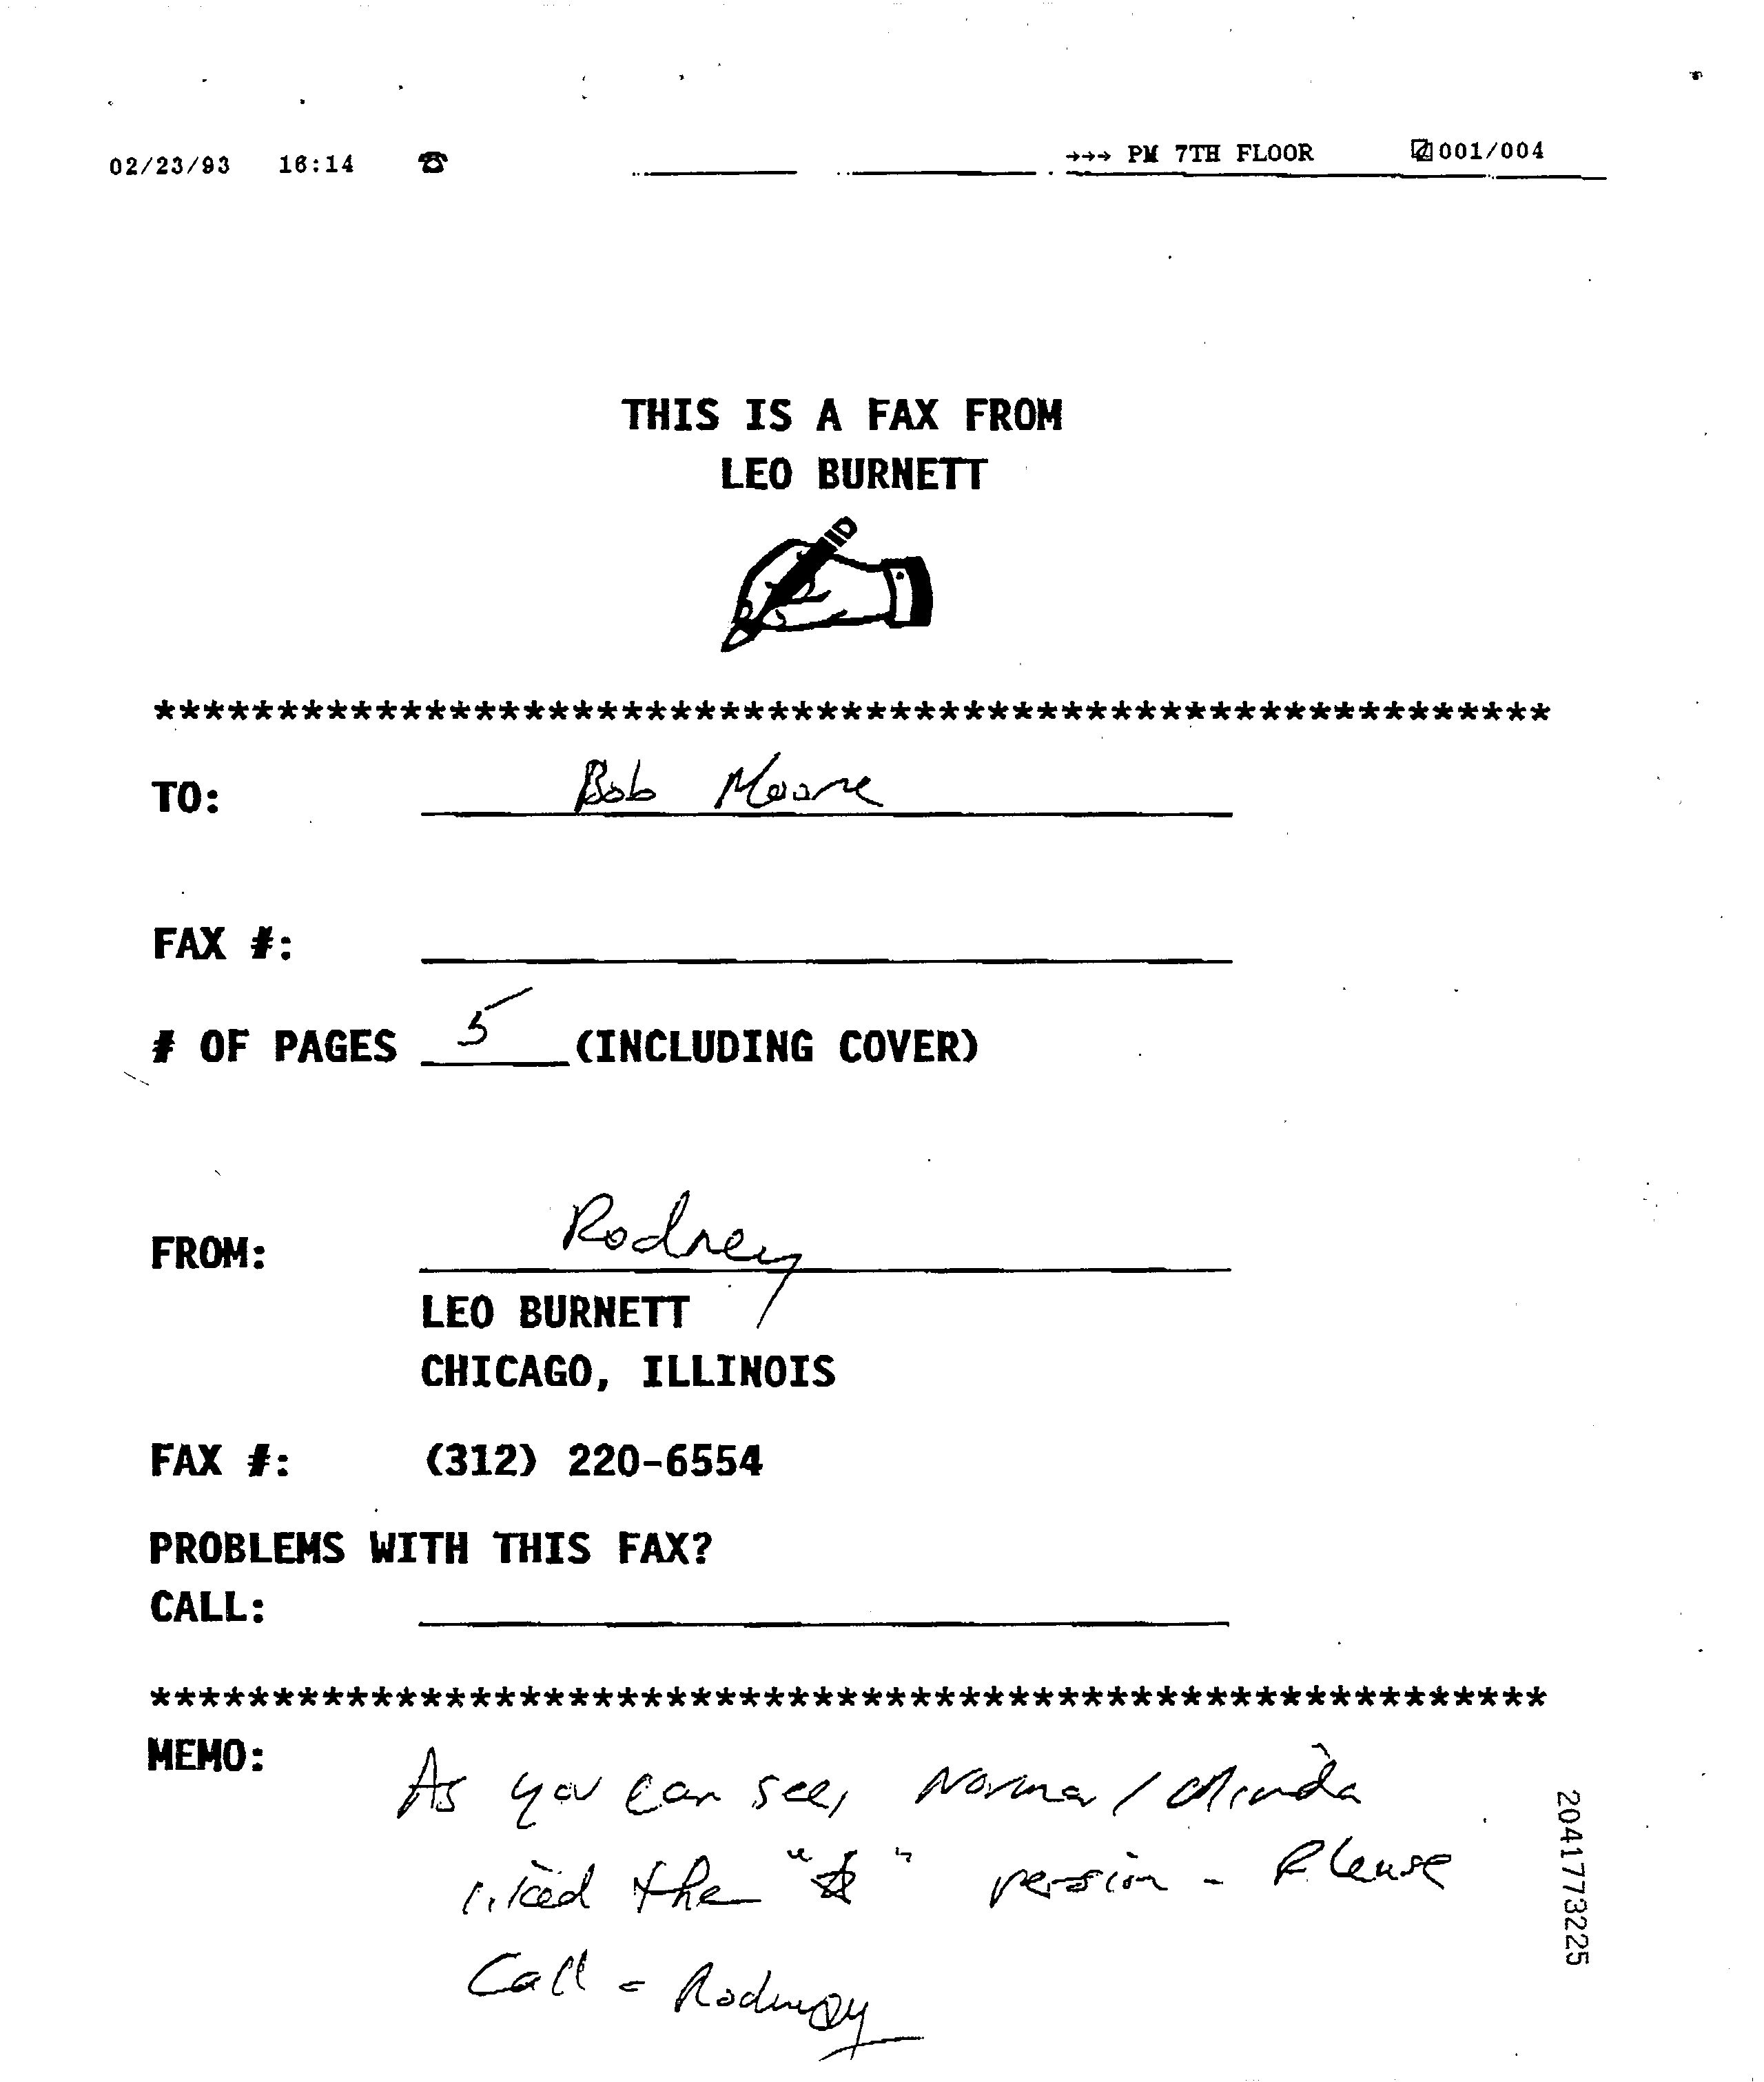 02/23/93 16:14 ☎ →→→ PM 7TH FLOOR 001/004
THIS IS A FAX FROM
LEO BURNETT
*********************************************************
TO: Bob Moore
FAX #:
# OF PAGES 5 (INCLUDING COVER)
FROM: Rodney
LEO BURNETT
CHICAGO, ILLINOIS
FAX #: (312) 220-6554
PROBLEMS WITH THIS FAX?
CALL:
*********************************************************
MEMO: As you can see, Norma / Minda
liked the " " version - Please
Call - Rodney
2041773225